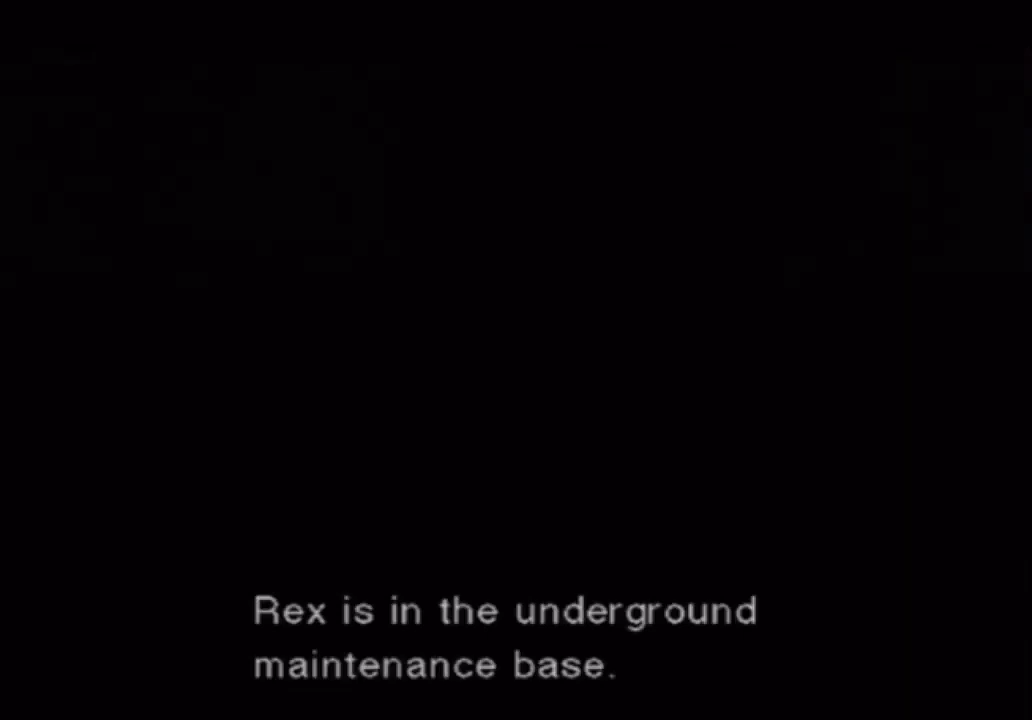 Rex is in the underground
maintenance base.